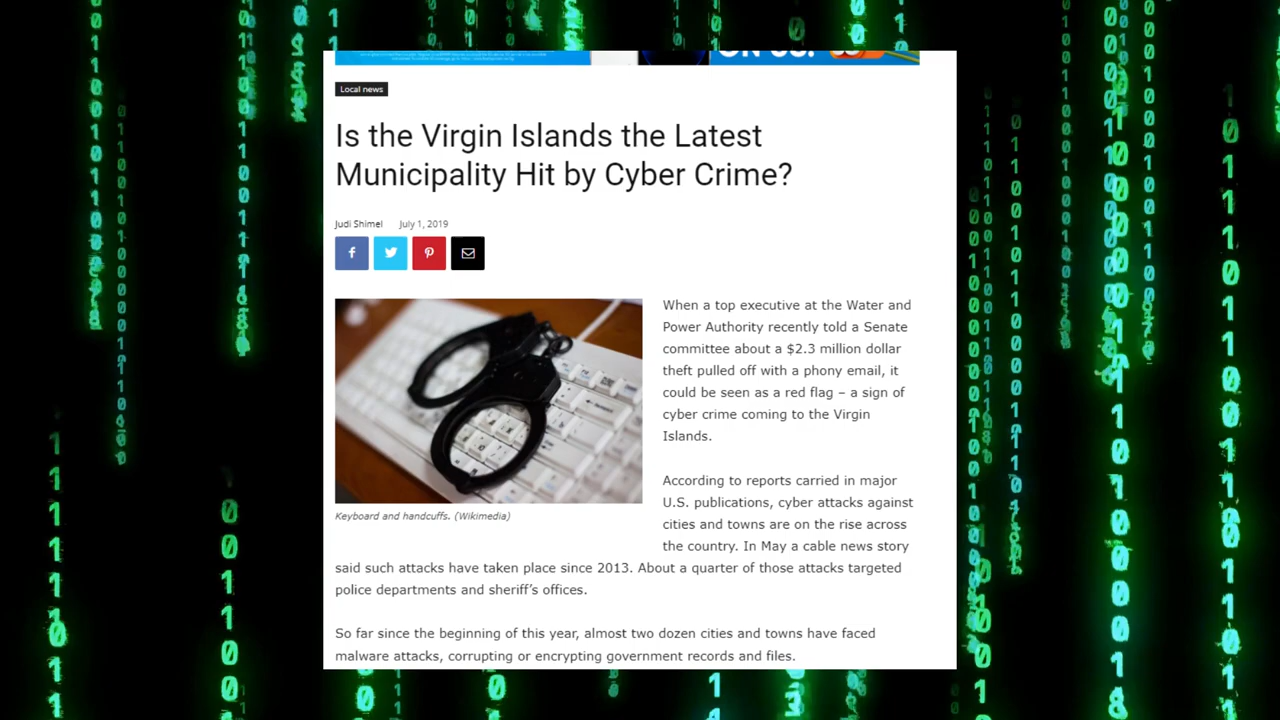 ON US!
Local news
Is the Virgin Islands the Latest
Municipality Hit by Cyber Crime?
Judi Shimel July 1, 2019
When a top executive at the Water and
Power Authority recently told a Senate
committee about a $2.3 million dollar
theft pulled off with a phony email, it
could be seen as a red flag – a sign of
cyber crime coming to the Virgin
Islands.
Keyboard and handcuffs. (Wikimedia)
According to reports carried in major
U.S. publications, cyber attacks against
cities and towns are on the rise across
the country. In May a cable news story
said such attacks have taken place since 2013. About a quarter of those attacks targeted
police departments and sheriff’s offices.
So far since the beginning of this year, almost two dozen cities and towns have faced
malware attacks, corrupting or encrypting government records and files.